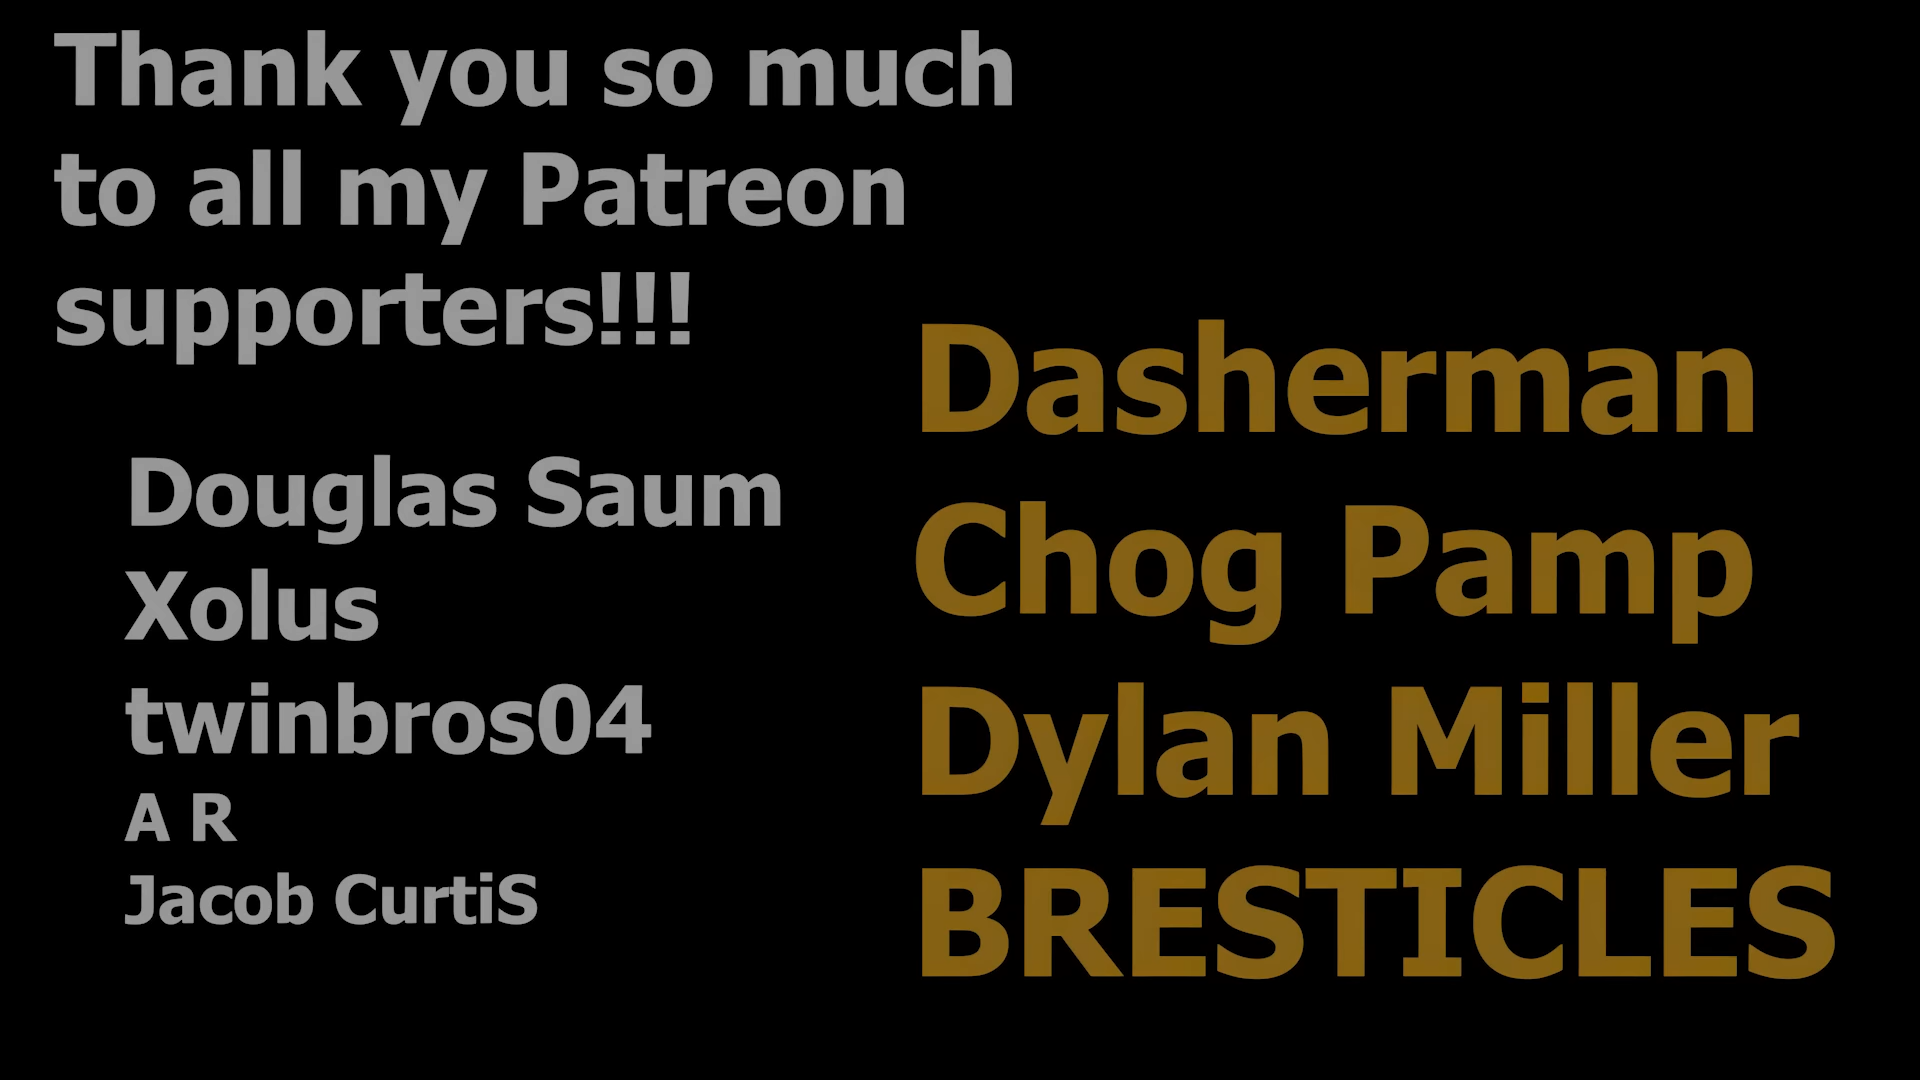 Thank you so much
to all my Patreon
supporters!!!
Douglas Saum
Xolus
twinbros04
A R
Jacob CurtiS
Dasherman
Chog Pamp
Dylan Miller
BRESTICLES